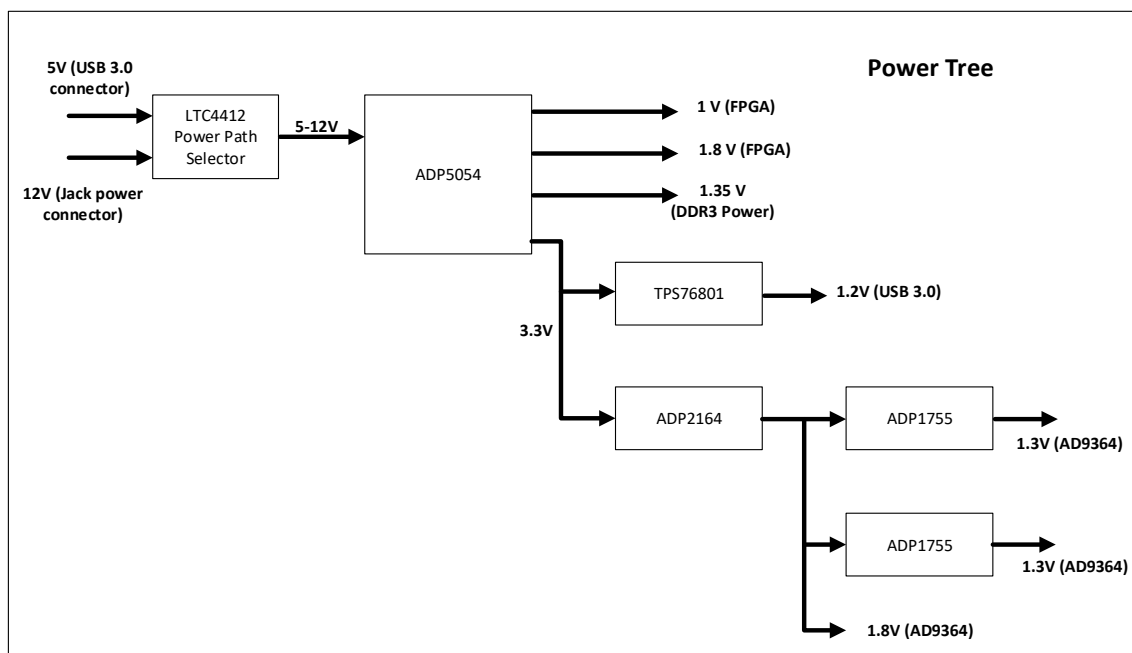 Power Tree
5V (USB 3.0
connector)
LTC4412
Power Path
Selector
5-12V
12V (Jack power
connector)
ADP5054
1 V (FPGA)
1.8 V (FPGA)
1.35 V
(DDR3 Power)
TPS76801
1.2V (USB 3.0)
3.3V
ADP2164
ADP1755
1.3V (AD9364)
ADP1755
1.3V (AD9364)
1.8V (AD9364)